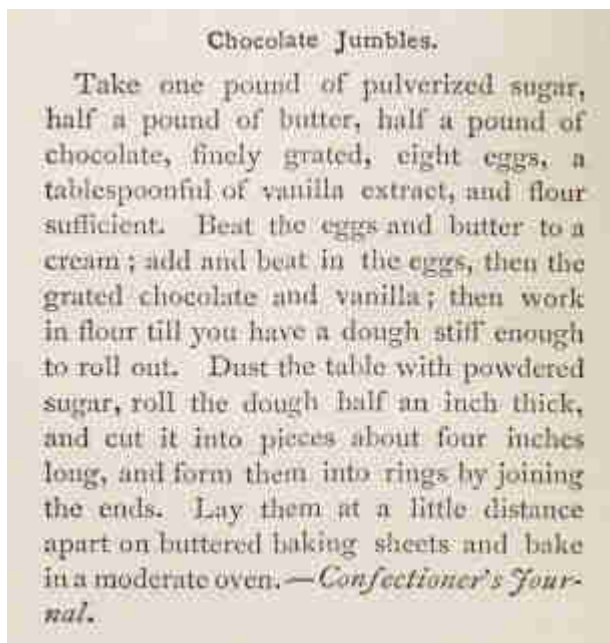 Chocolate Jumbles.
Take one pound of pulverized sugar,
half a pound of butter, half a pound of
chocolate, finely grated, eight eggs, a
tablespoonful of vanilla extract, and flour
sufficient. Beat the eggs and butter to a
cream; add and beat in the eggs, then the
grated chocolate and vanilla; then work
in flour till you have a dough stiff enough
to roll out. Dust the table with powdered
sugar, roll the dough half an inch thick,
and cut it into pieces about four inches
long, and form them into rings by joining
the ends. Lay them at a little distance
apart on buttered baking sheets and bake
in a moderate oven.—Confectioner's Jour-
nal.